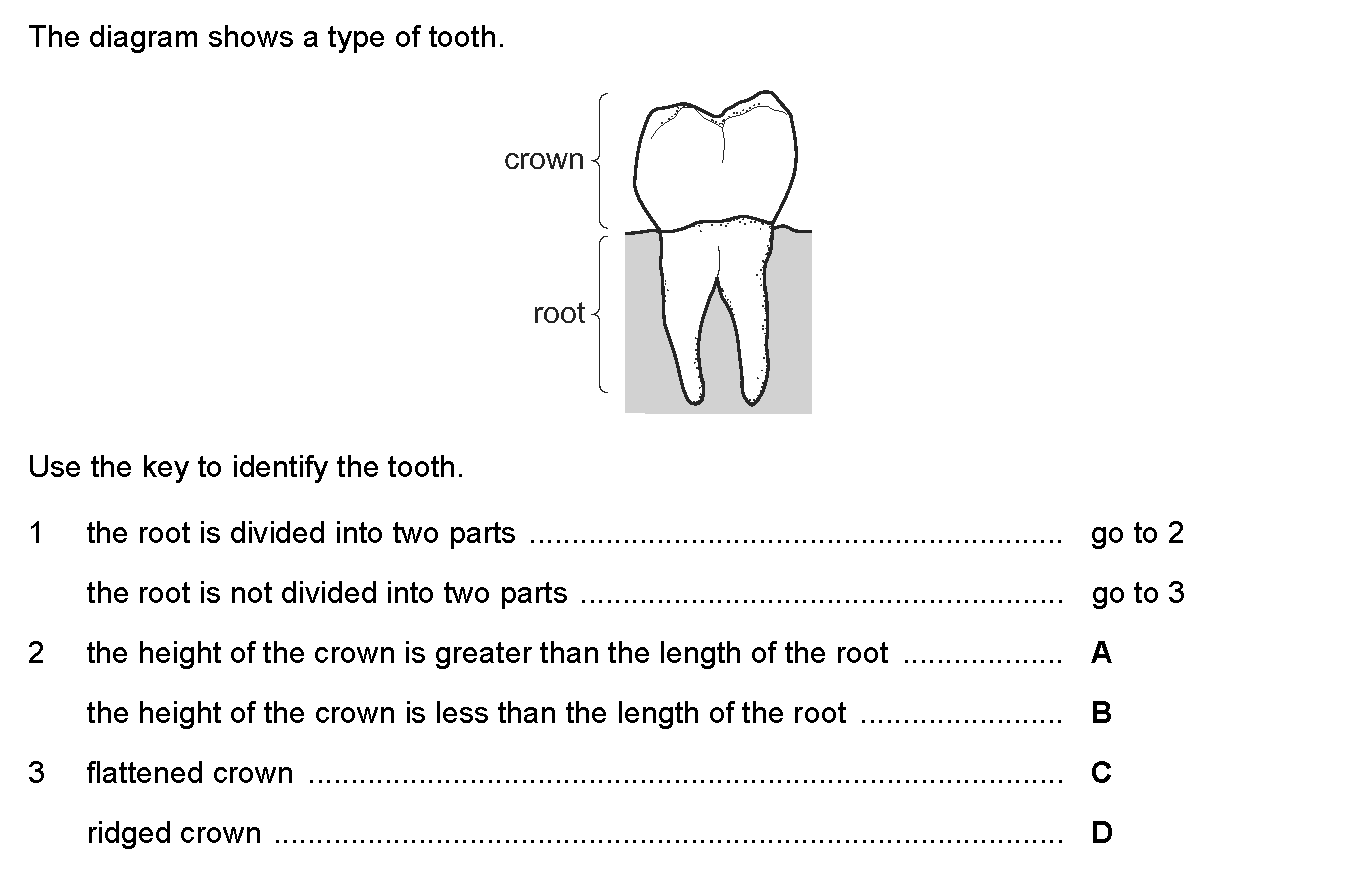 The diagram shows a type of tooth.
crown
root
Use the key to identify the tooth.
1 the root is divided into two parts ................................................................ go to 2
the root is not divided into two parts ......................................................... go to 3
2 the height of the crown is greater than the length of the root ................... A
the height of the crown is less than the length of the root ........................ B
3 flattened crown .......................................................................................... C
ridged crown .............................................................................................. D